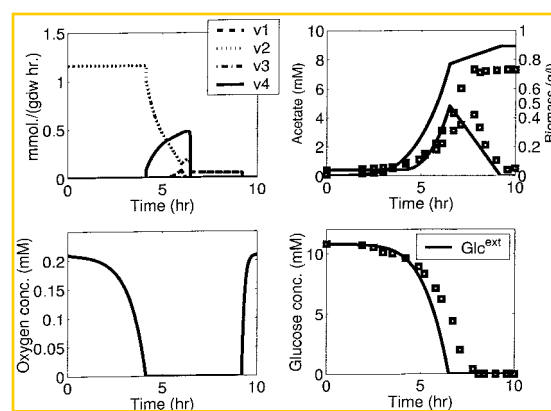 mmol./(gdw hr.)
1.5
1
0.5
0
0
5
10
Time (hr)
v1
v2
v3
v4
Acetate (mM)
10
8
6
4
2
0
0
5
10
Time (hr)
1
0.8
0.6
0.5
0.4
0.2
0
Biomass (g/l)
Oxygen conc. (mM)
0.2
0.15
0.1
0.05
0
0
5
10
Time (hr)
Glucose conc. (mM)
10
5
0
0
5
10
Time (hr)
Glcext